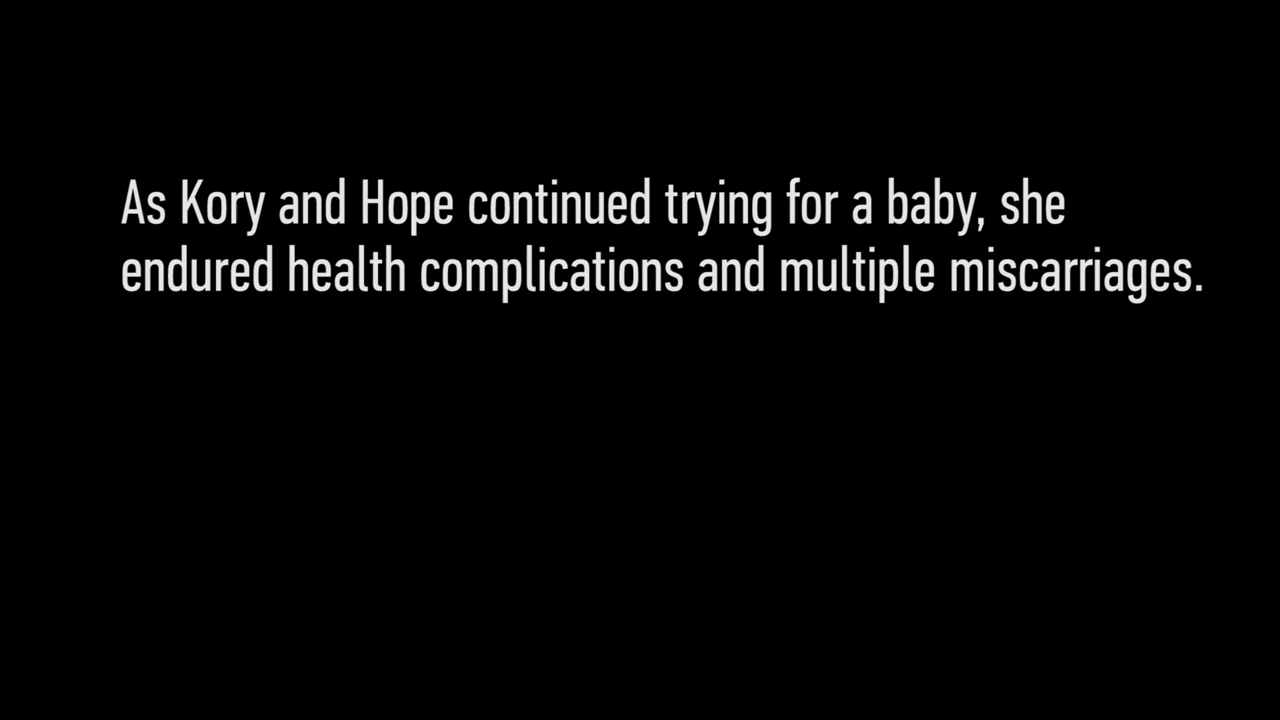 As Kory and Hope continued trying for a baby, she
endured health complications and multiple miscarriages.